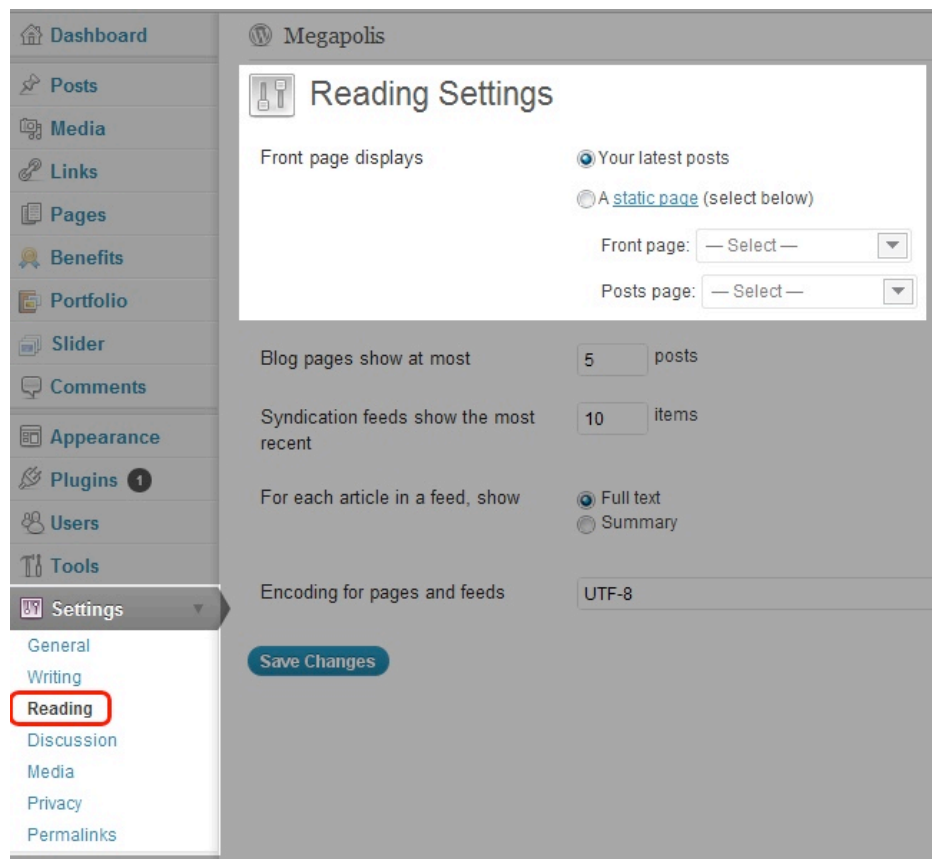 Dashboard
Posts
Media
Links
Pages
Benefits
Portfolio
Slider
Comments
Appearance
Plugins 1
Users
Tools
Settings
General
Writing
Reading
Discussion
Media
Privacy
Permalinks
Megapolis
Reading Settings
Front page displays
Your latest posts
A static page (select below)
Front page: — Select —
Posts page: — Select —
Blog pages show at most 5 posts
Syndication feeds show the most
recent
10 items
For each article in a feed, show
Full text
Summary
Encoding for pages and feeds UTF-8
Save Changes